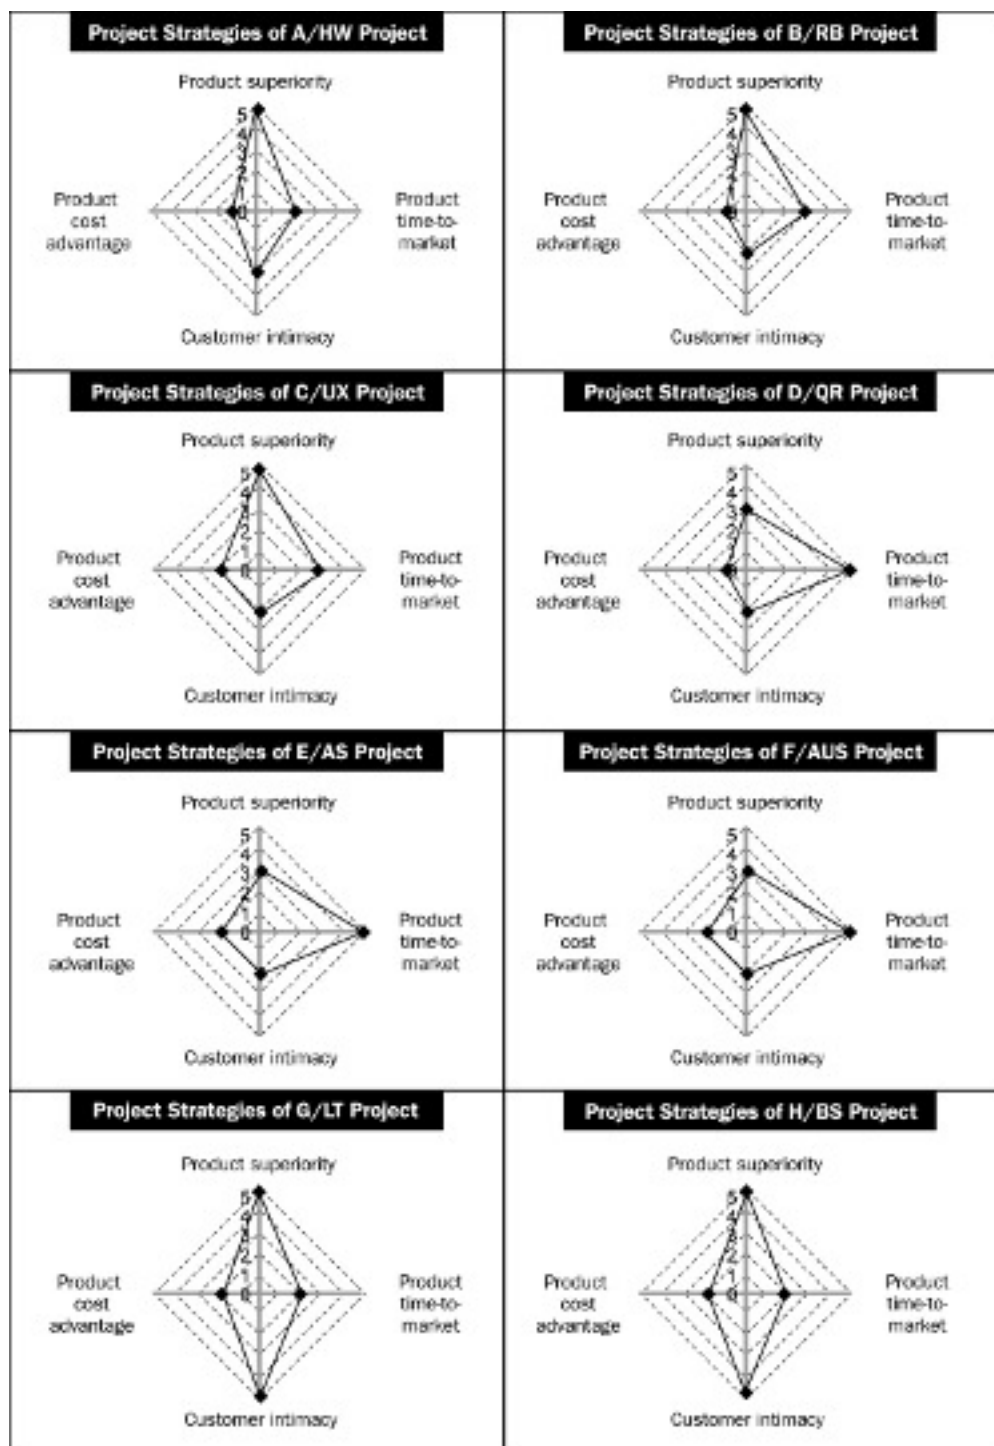 Project Strategies of A/HW Project
Product superiority
5
4
3
2
1
0
Product
cost
advantage
Product
time-to-
market
Customer intimacy
Project Strategies of B/RB Project
Product superiority
5
4
3
2
1
0
Product
cost
advantage
Product
time-to-
market
Customer intimacy
Project Strategies of C/UX Project
Product superiority
5
4
3
2
1
0
Product
cost
advantage
Product
time-to-
market
Customer intimacy
Project Strategies of D/QR Project
Product superiority
5
4
3
2
1
0
Product
cost
advantage
Product
time-to-
market
Customer intimacy
Project Strategies of E/AS Project
Product superiority
5
4
3
2
1
0
Product
cost
advantage
Product
time-to-
market
Customer intimacy
Project Strategies of F/AUS Project
Product superiority
5
4
3
2
1
0
Product
cost
advantage
Product
time-to-
market
Customer intimacy
Project Strategies of G/LT Project
Product superiority
5
4
3
2
1
0
Product
cost
advantage
Product
time-to-
market
Customer intimacy
Project Strategies of H/BS Project
Product superiority
5
4
3
2
1
0
Product
cost
advantage
Product
time-to-
market
Customer intimacy